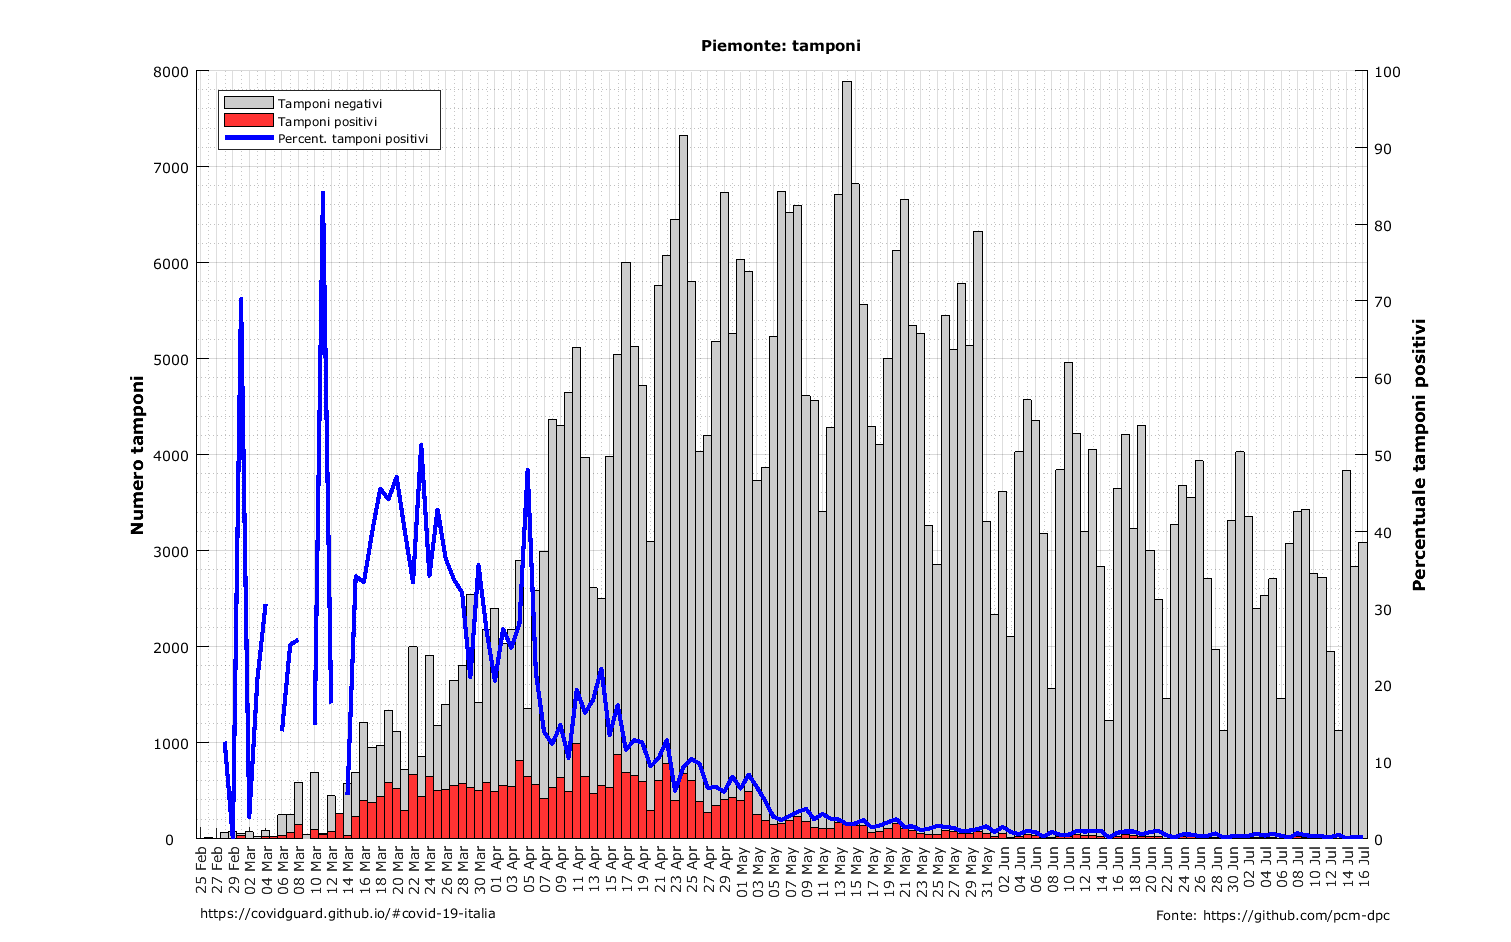 Piemonte: tamponi
8000
7000
6000
5000
4000
3000
2000
1000
0
Numero tamponi
Tamponi negativi
Tamponi positivi
Percent. tamponi positivi
100
90
80
70
60
50
40
30
20
10
0
Percentuale tamponi positivi
25 Feb
27 Feb
29 Feb
02 Mar
04 Mar
06 Mar
08 Mar
10 Mar
12 Mar
14 Mar
16 Mar
18 Mar
20 Mar
22 Mar
24 Mar
26 Mar
28 Mar
30 Mar
01 Apr
03 Apr
05 Apr
07 Apr
09 Apr
11 Apr
13 Apr
15 Apr
17 Apr
19 Apr
21 Apr
23 Apr
25 Apr
27 Apr
29 Apr
01 May
03 May
05 May
07 May
09 May
11 May
13 May
15 May
17 May
19 May
21 May
23 May
25 May
27 May
29 May
31 May
02 Jun
04 Jun
06 Jun
08 Jun
10 Jun
12 Jun
14 Jun
16 Jun
18 Jun
20 Jun
22 Jun
24 Jun
26 Jun
28 Jun
30 Jun
02 Jul
04 Jul
06 Jul
08 Jul
10 Jul
12 Jul
14 Jul
16 Jul
https://covidguard.github.io/#covid-19-italia
Fonte: https://github.com/pcm-dpc